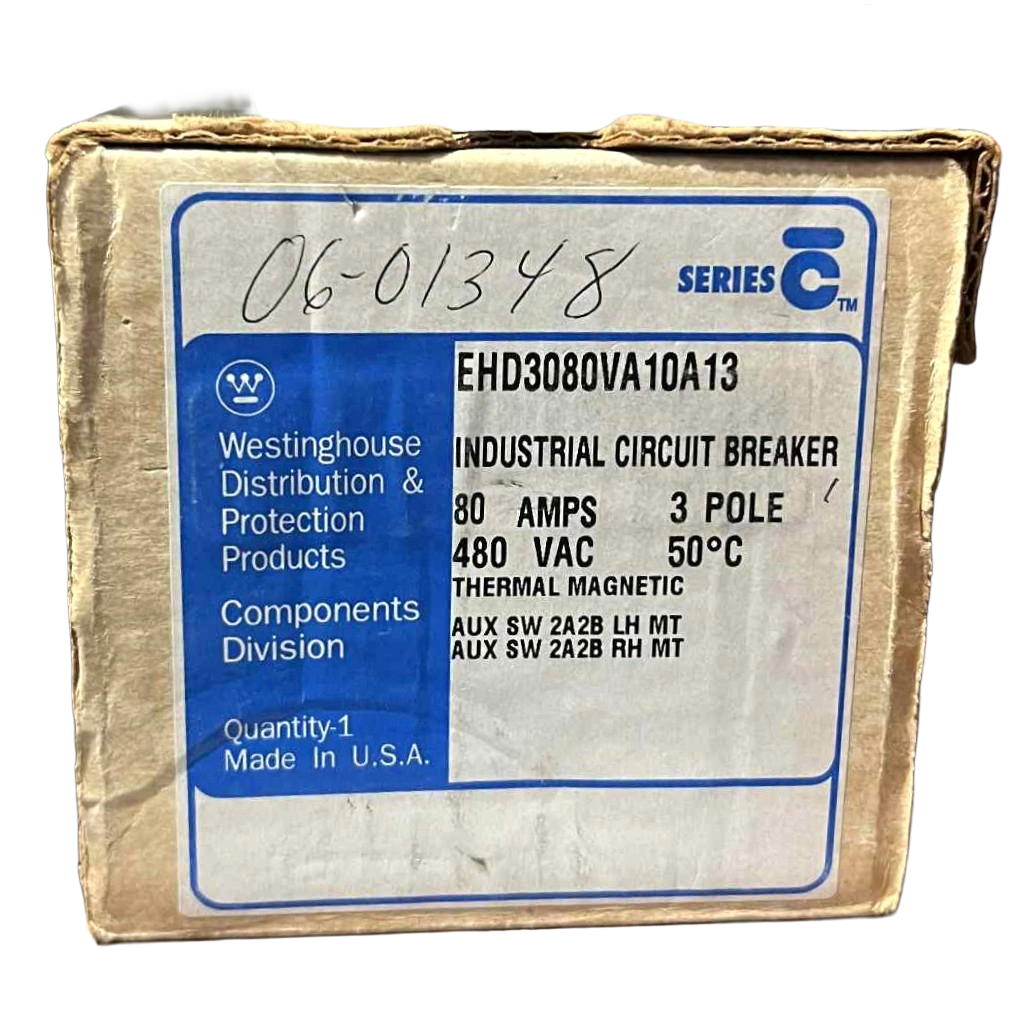 06-01348
SERIES C TM
W
EHD3080VA10A13
Westinghouse
Distribution &
Protection
Products
Components
Division
Quantity-1
Made In U.S.A.
INDUSTRIAL CIRCUIT BREAKER
80 AMPS 3 POLE
480 VAC 50°C
THERMAL MAGNETIC
AUX SW 2A2B LH MT
AUX SW 2A2B RH MT